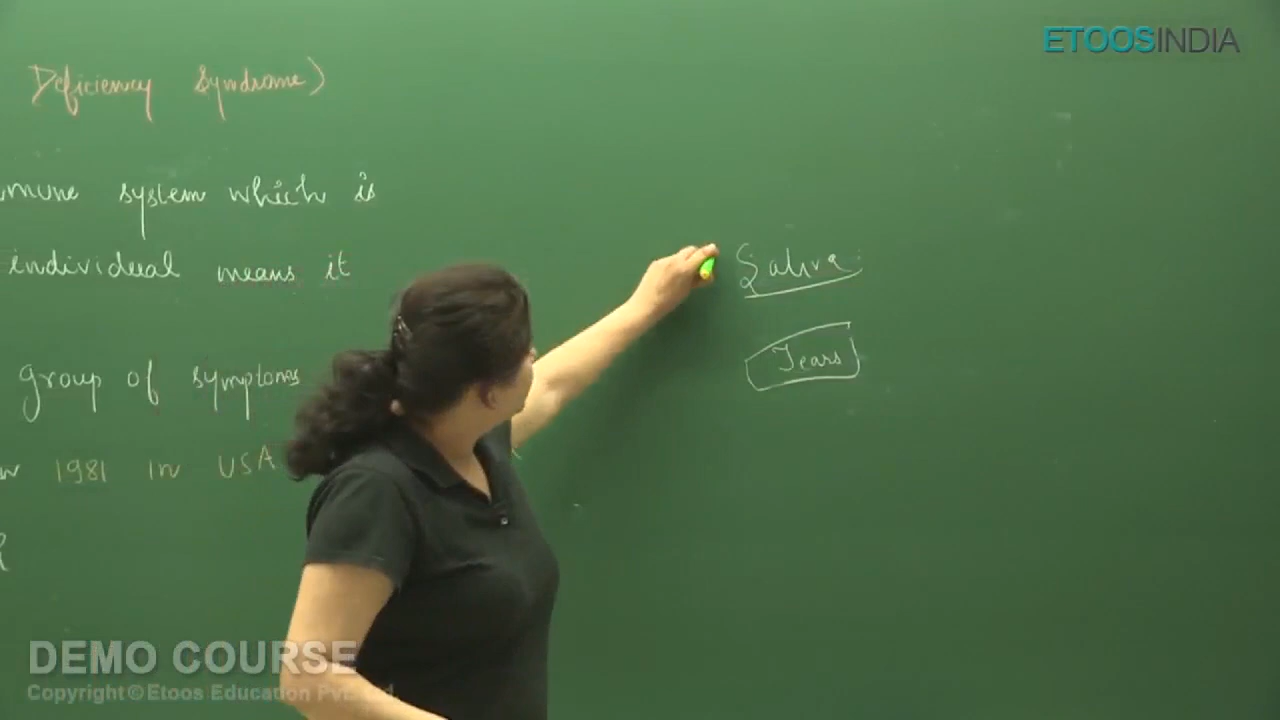 ETOOSINDIA
Deficiency Syndrome)
mune system which is
individual means it
Saliva
Tears
group of symptoms
1981 in USA
DEMO COURSE
Copyright©Etoos Education Pvt. Ltd.